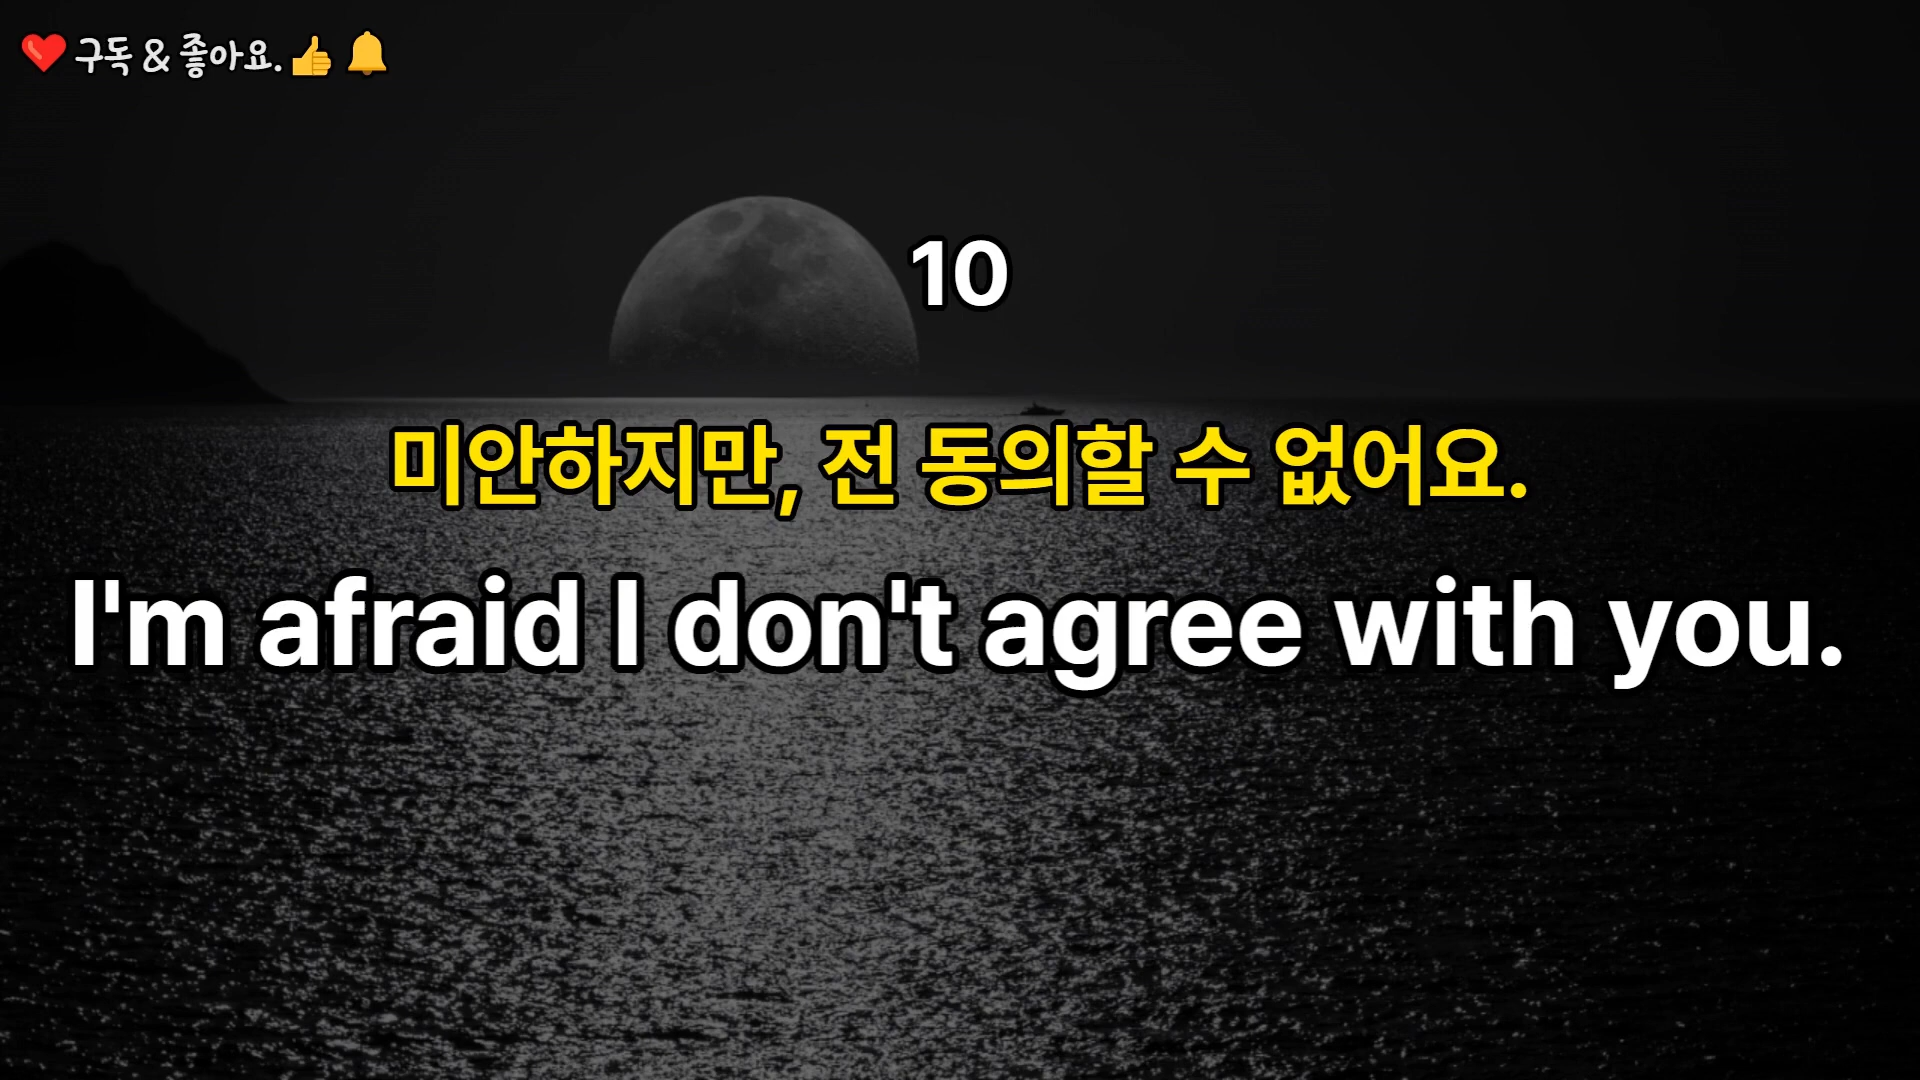 ❤️ 구독 & 좋아요. 👍 🔔
10
미안하지만, 전 동의할 수 없어요.
I'm afraid I don't agree with you.